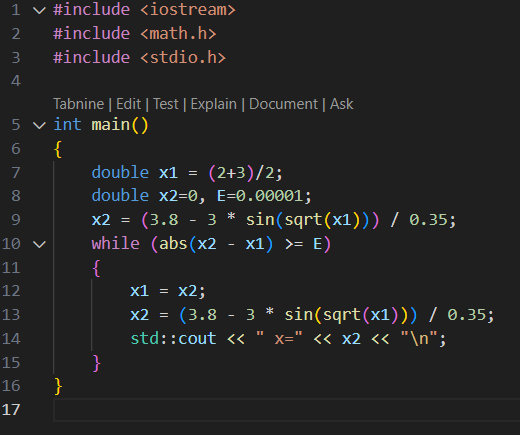 1 #include <iostream>
2 #include <math.h>
3 #include <stdio.h>
4
Tabnine | Edit | Test | Explain | Document | Ask
5 int main()
6 {
7     double x1 = (2+3)/2;
8     double x2=0, E=0.00001;
9     x2 = (3.8 - 3 * sin(sqrt(x1))) / 0.35;
10     while (abs(x2 - x1) >= E)
11     {
12         x1 = x2;
13         x2 = (3.8 - 3 * sin(sqrt(x1))) / 0.35;
14         std::cout << " x=" << x2 << "\n";
15     }
16 }
17